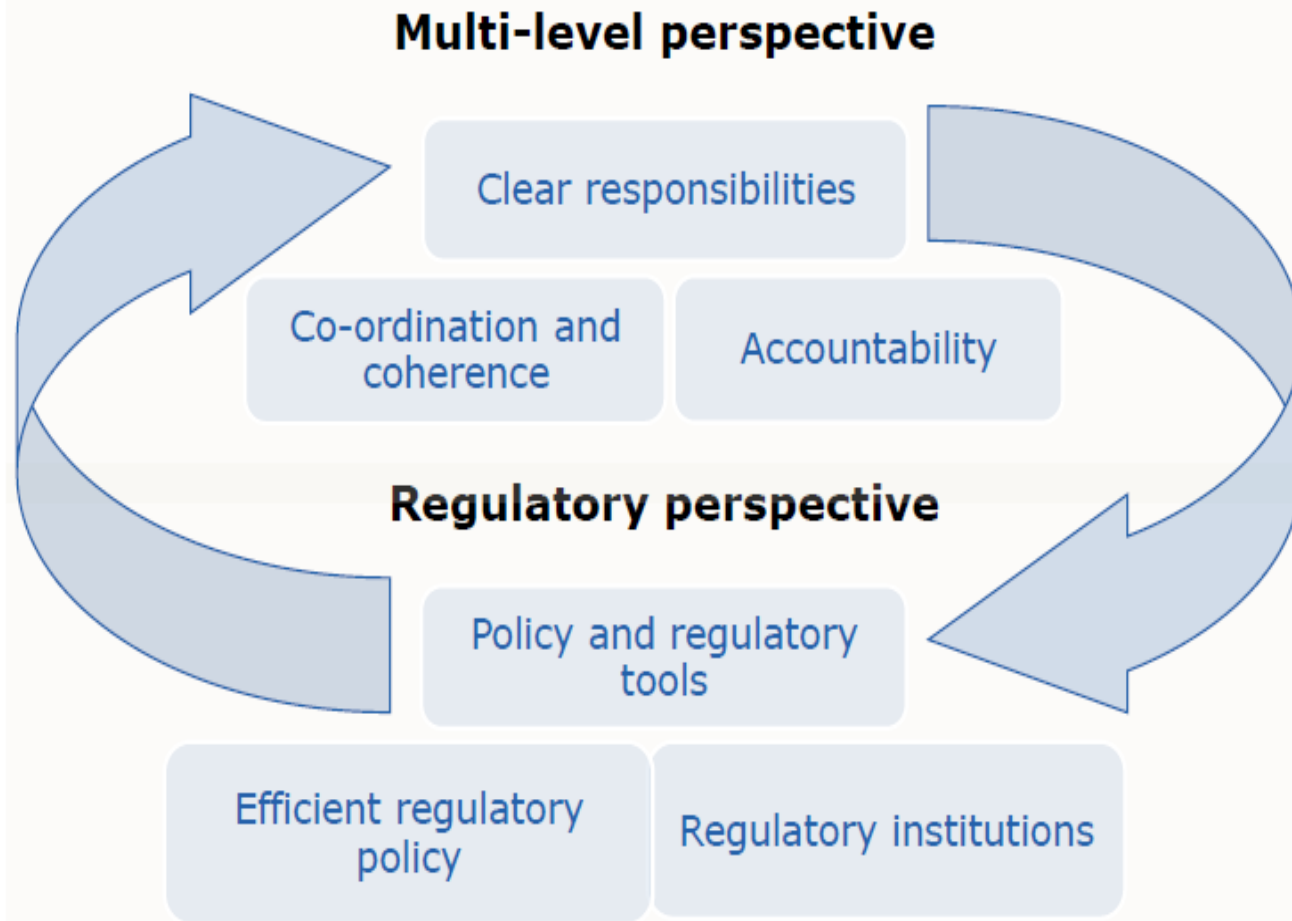 Multi-level perspective
Clear responsibilities
Co-ordination and
coherence
Accountability
Regulatory perspective
Policy and regulatory
tools
Efficient regulatory
policy
Regulatory institutions